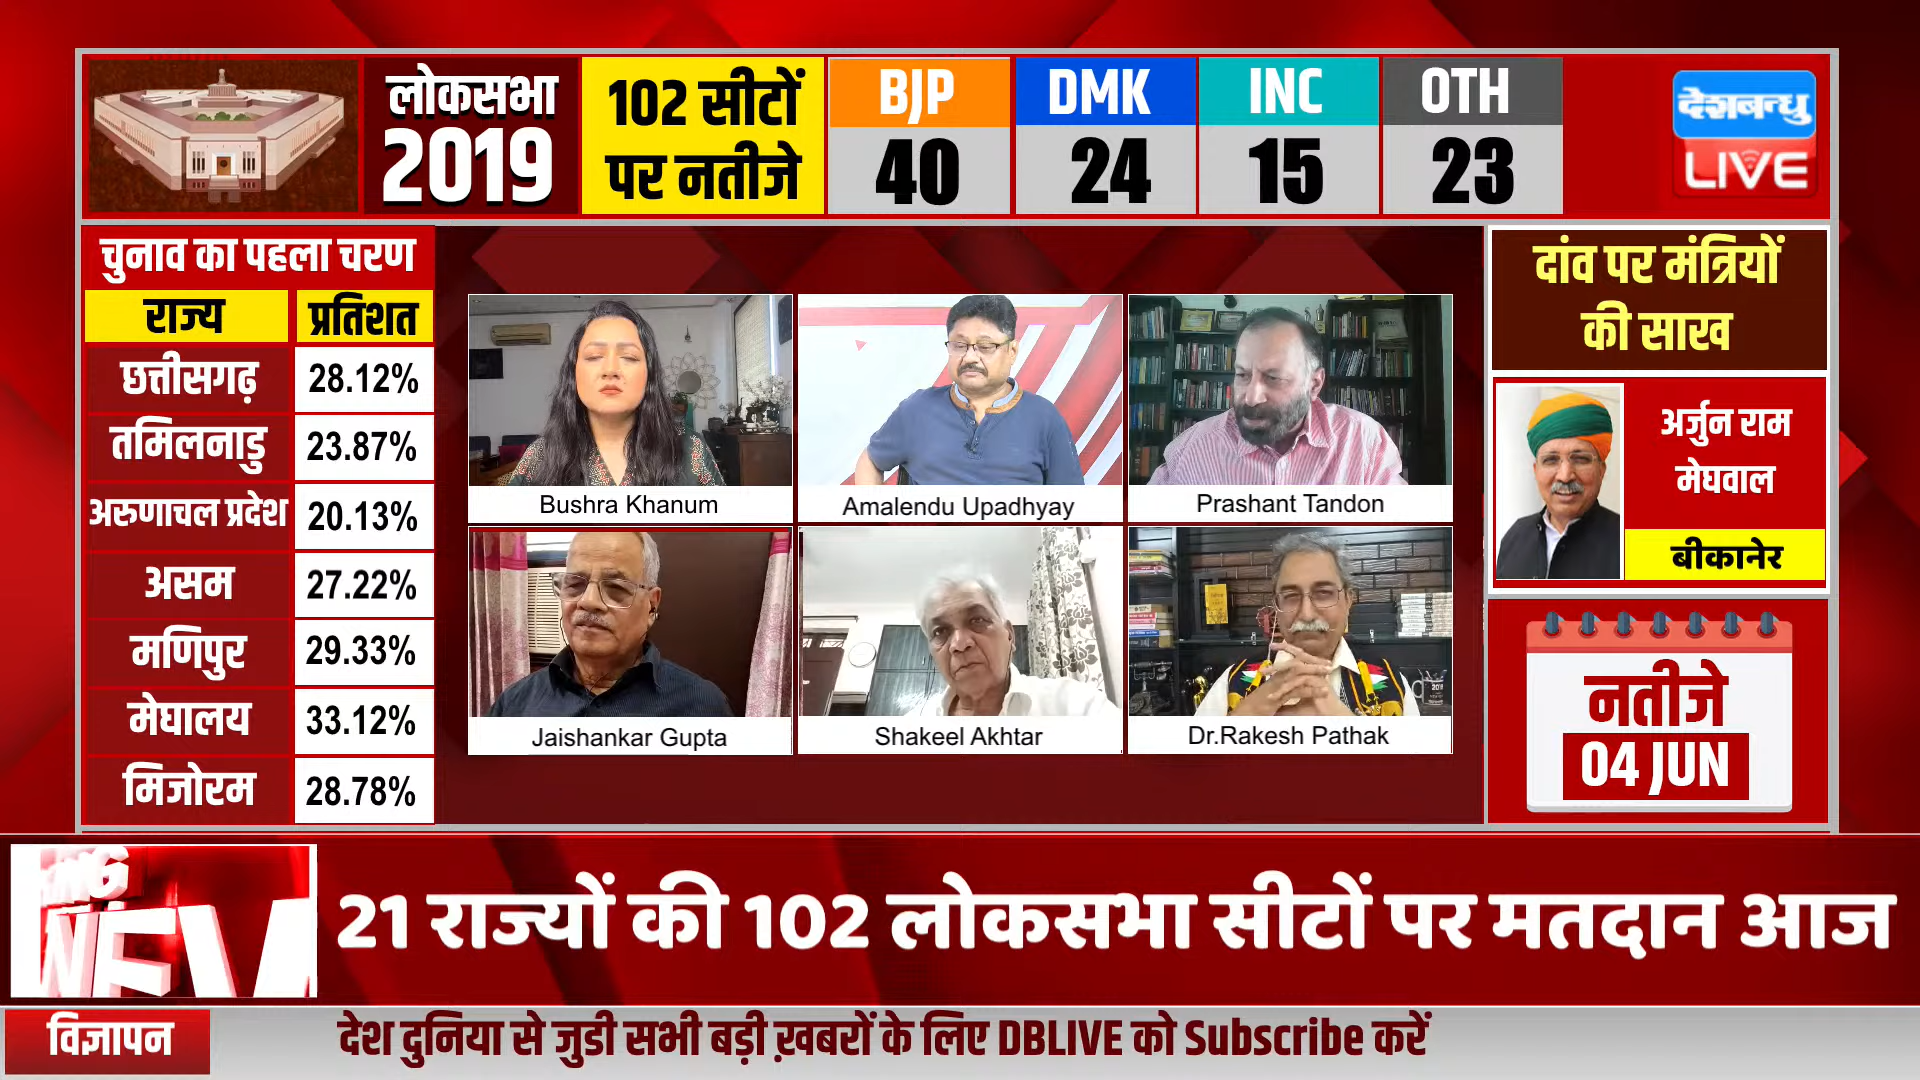 लोकसभा
2019
102 सीटों
पर नतीजे
BJP
40
DMK
24
INC
15
OTH
23
देशबन्धु
LIVE
चुनाव का पहला चरण
राज्य प्रतिशत
छत्तीसगढ़ 28.12%
तमिलनाडु 23.87%
अरुणाचल प्रदेश 20.13%
असम 27.22%
मणिपुर 29.33%
मेघालय 33.12%
मिजोरम 28.78%
Bushra Khanum
Amalendu Upadhyay
Prashant Tandon
Jaishankar Gupta
Shakeel Akhtar
Dr.Rakesh Pathak
दांव पर मंत्रियों
की साख
अर्जुन राम
मेघवाल
बीकानेर
नतीजे
04 JUN
21 राज्यों की 102 लोकसभा सीटों पर मतदान आज
विज्ञापन
देश दुनिया से जुडी सभी बड़ी ख़बरों के लिए DBLIVE को Subscribe करें